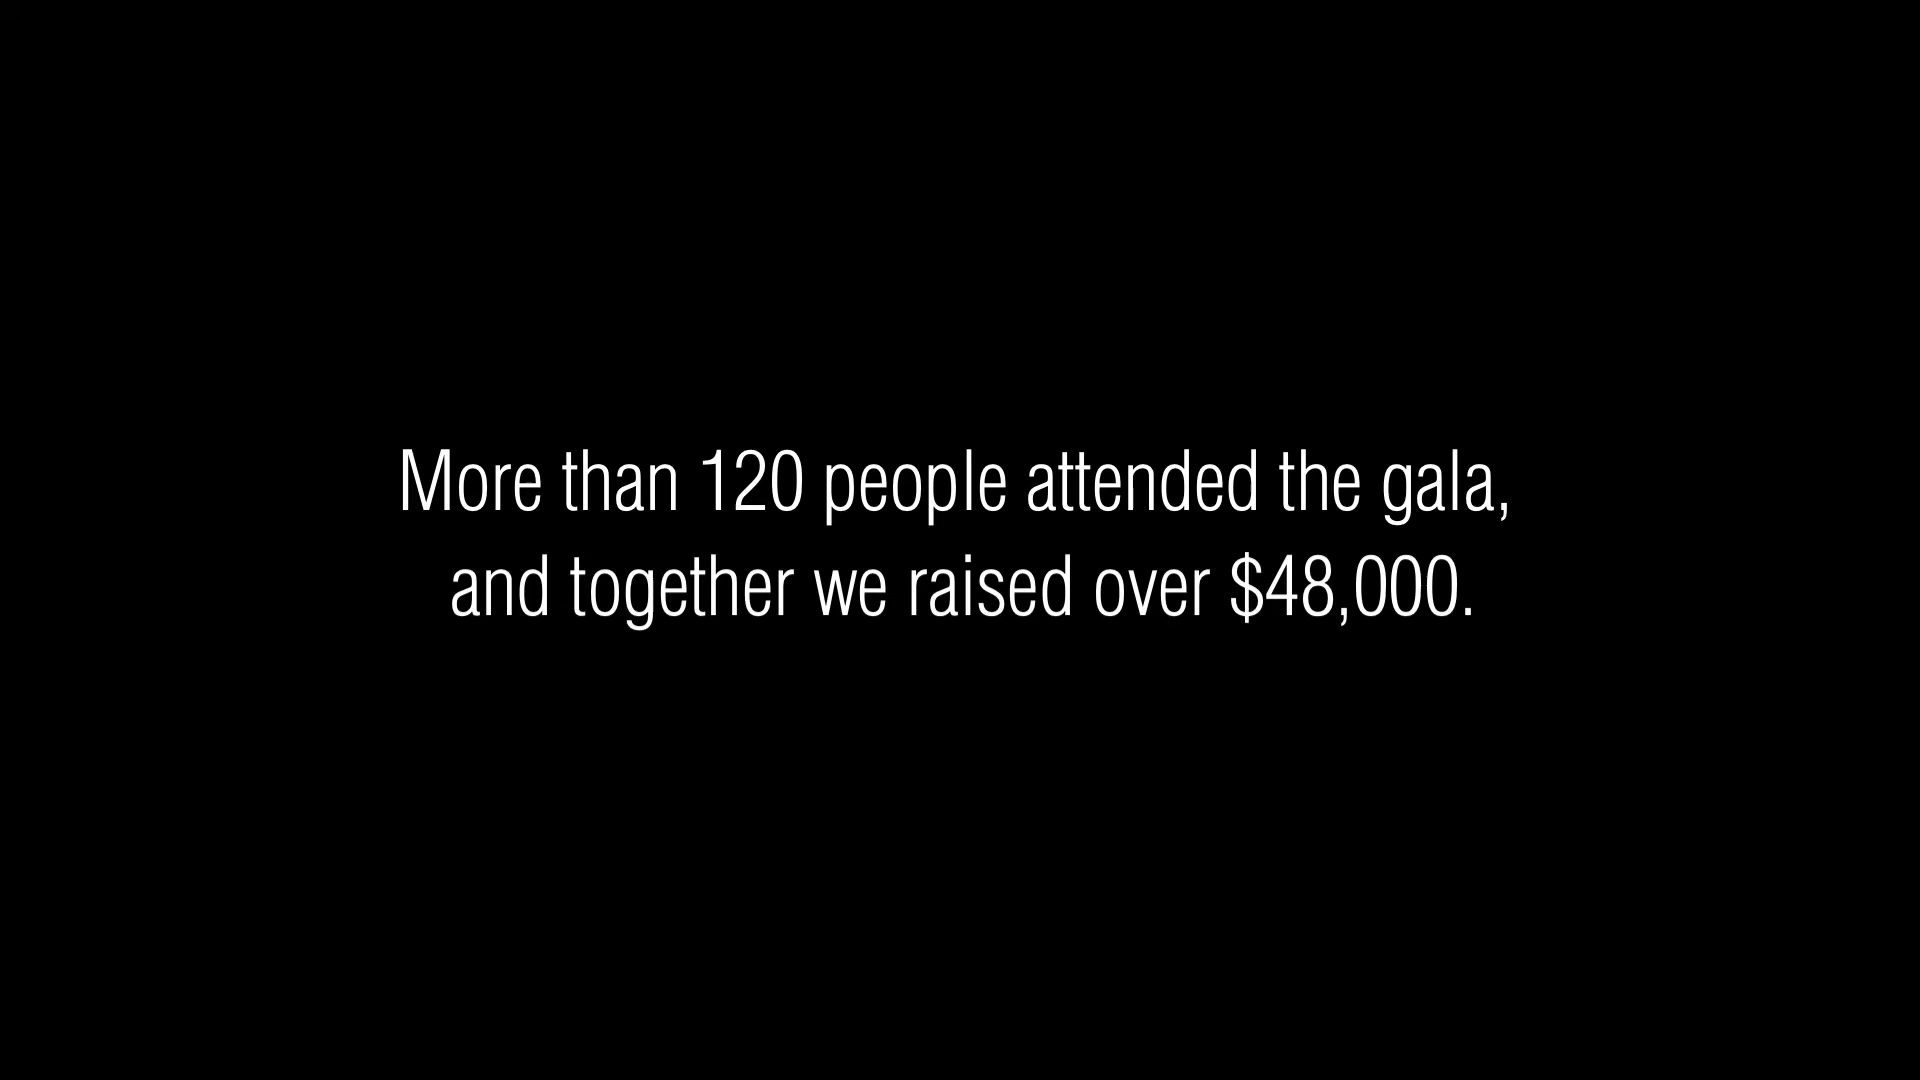 More than 120 people attended the gala,
and together we raised over $48,000.